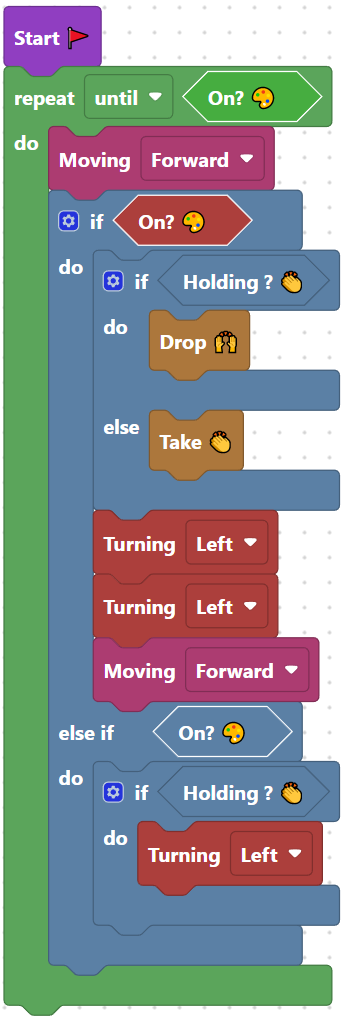 Start
repeat until On?
do
Moving Forward
if On?
do
if Holding ?
do
Drop
else
Take
Turning Left
Turning Left
Moving Forward
else if On?
do
if Holding ?
do
Turning Left